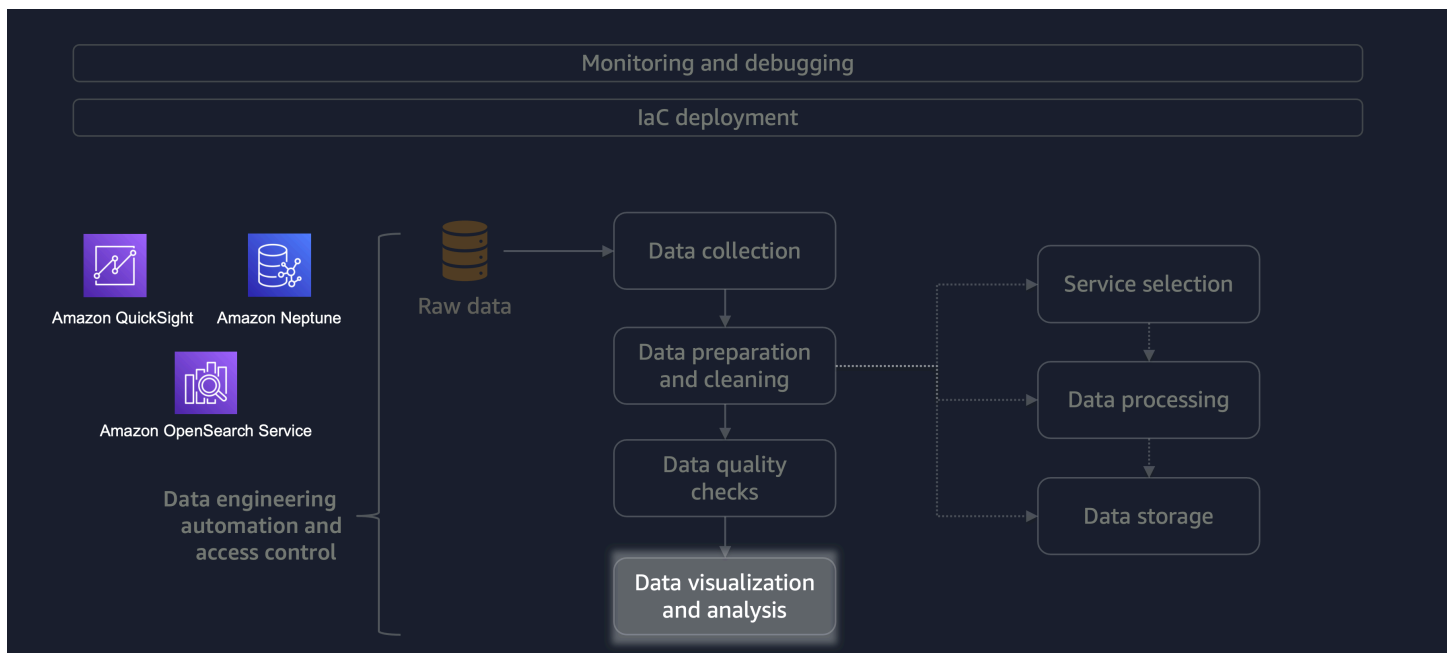 Monitoring and debugging
IaC deployment
Amazon QuickSight
Amazon Neptune
Amazon OpenSearch Service
Data engineering
automation and
access control
Raw data
Data collection
Data preparation
and cleaning
Data quality
checks
Data visualization
and analysis
Service selection
Data processing
Data storage